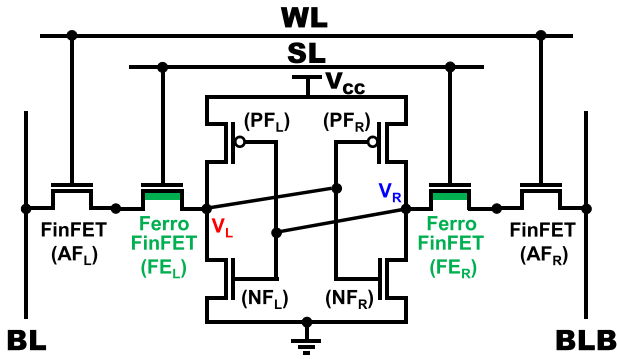 WL
SL
VCC
(PFL) (PFR)
VR
VL
FinFET
(AFL)
Ferro
FinFET
(FEL)
Ferro
FinFET
(FER)
FinFET
(AFR)
(NFL) (NFR)
BL
BLB